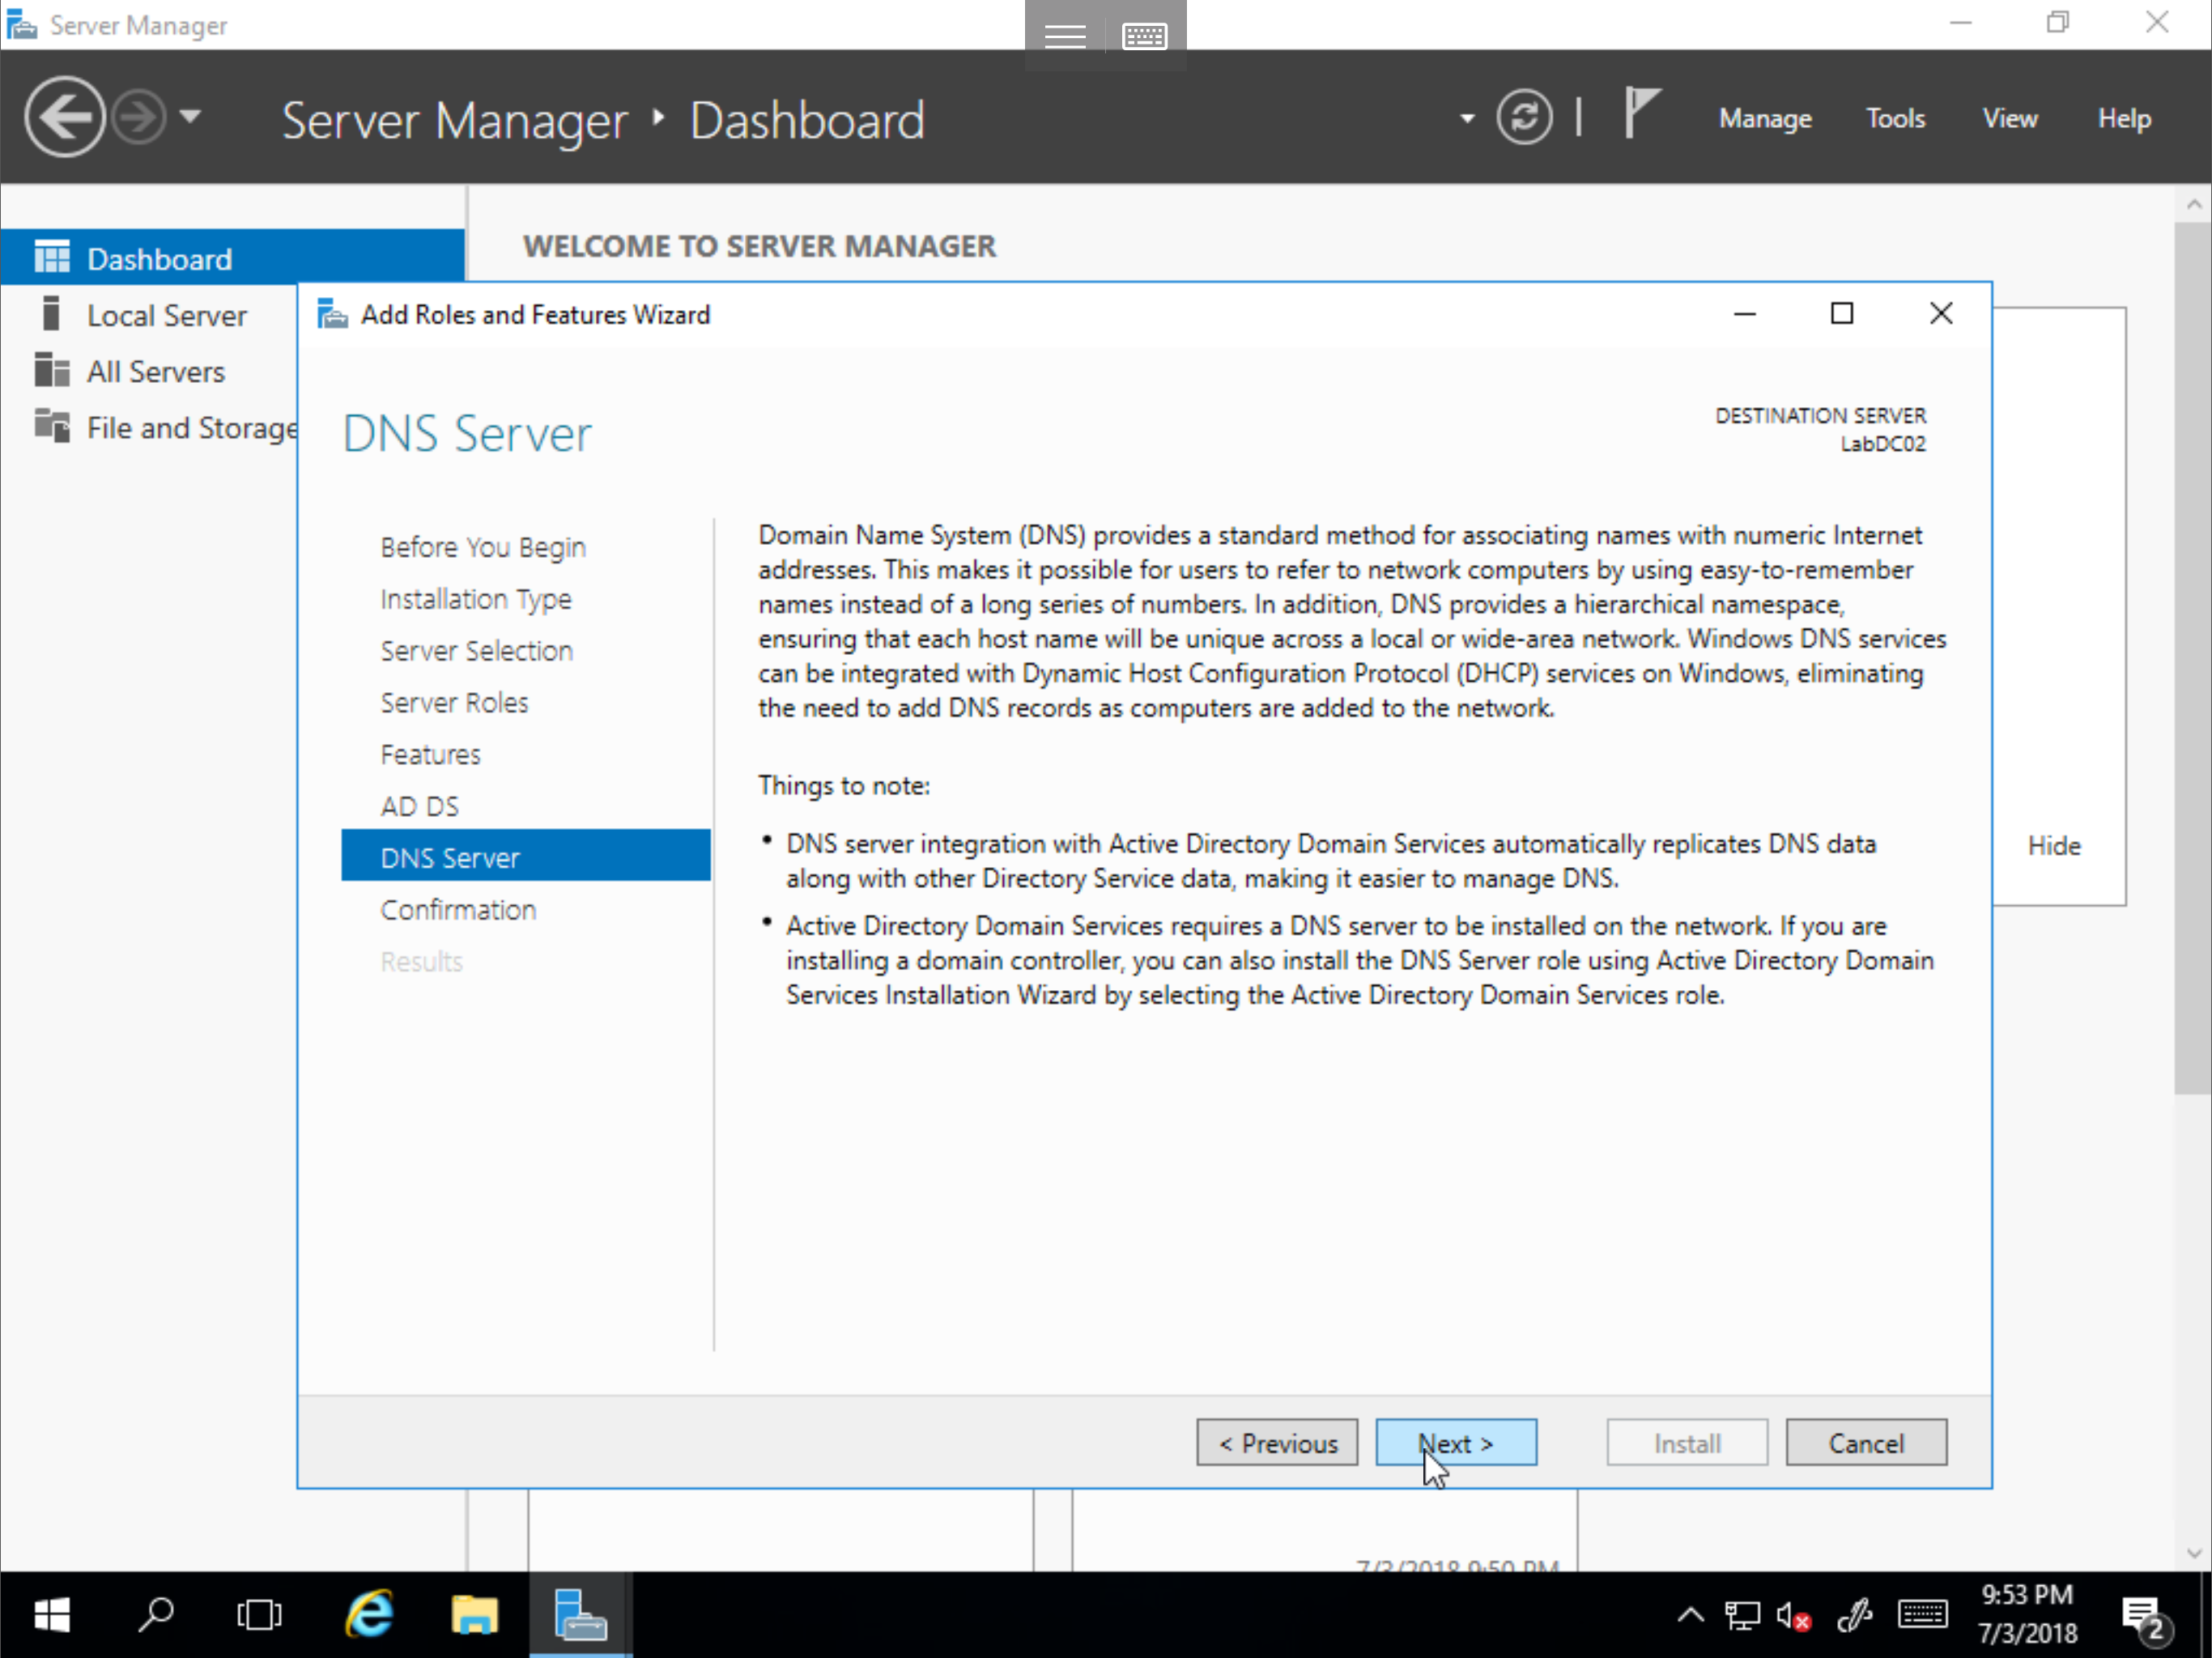 Server Manager
Server Manager ‣ Dashboard
Manage
Tools
View
Help
Dashboard
Local Server
All Servers
File and Storage
WELCOME TO SERVER MANAGER
Add Roles and Features Wizard
DNS Server
DESTINATION SERVER
LabDC02
Before You Begin
Installation Type
Server Selection
Server Roles
Features
AD DS
DNS Server
Confirmation
Results
Domain Name System (DNS) provides a standard method for associating names with numeric Internet
addresses. This makes it possible for users to refer to network computers by using easy-to-remember
names instead of a long series of numbers. In addition, DNS provides a hierarchical namespace,
ensuring that each host name will be unique across a local or wide-area network. Windows DNS services
can be integrated with Dynamic Host Configuration Protocol (DHCP) services on Windows, eliminating
the need to add DNS records as computers are added to the network.
Things to note:
• DNS server integration with Active Directory Domain Services automatically replicates DNS data
along with other Directory Service data, making it easier to manage DNS.
• Active Directory Domain Services requires a DNS server to be installed on the network. If you are
installing a domain controller, you can also install the DNS Server role using Active Directory Domain
Services Installation Wizard by selecting the Active Directory Domain Services role.
Hide
< Previous
Next >
Install
Cancel
7/3/2018 9:50 PM
9:53 PM
7/3/2018
2